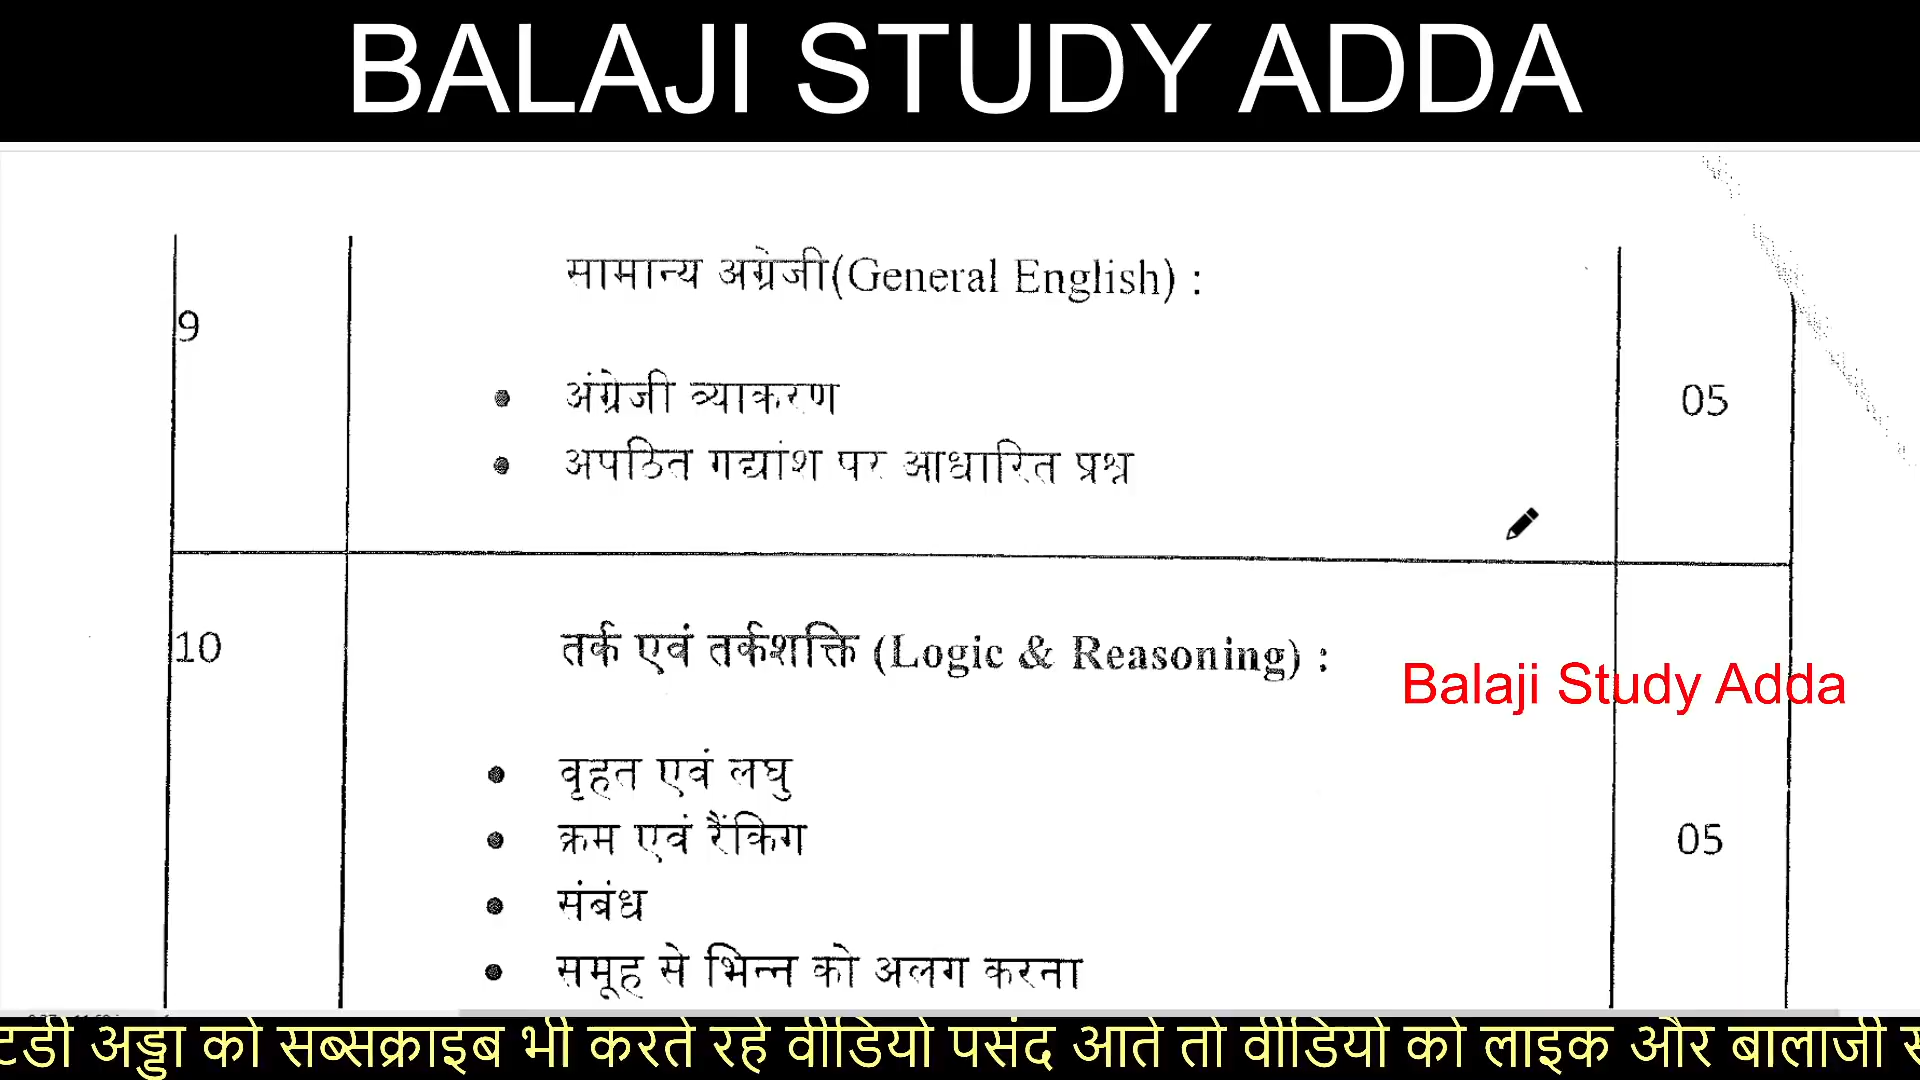 BALAJI STUDY ADDA
सामान्य अग्रेजी(General English) :
9
अंग्रेजी व्याकरण
05
अपठित गद्यांश पर आधारित प्रश्न
10
तर्क एवं तर्कशक्ति (Logic & Reasoning) :
Balaji Study Adda
वृहत एवं लघु
क्रम एवं रैंकिग
05
संबंध
समूह से भिन्न को अलग करना
टडी अड्डा को सब्सक्राइब भी करते रहे वीडियो पसंद आते तो वीडियो को लाइक और बालाजी